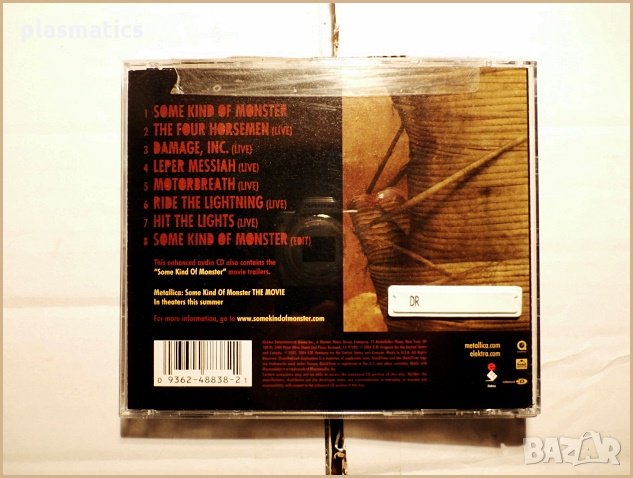 plasmatics
1 SOME KIND OF MONSTER
2 THE FOUR HORSEMEN (LIVE)
3 DAMAGE, INC. (LIVE)
4 LEPER MESSIAH (LIVE)
5 MOTORBREATH (LIVE)
6 RIDE THE LIGHTNING (LIVE)
7 HIT THE LIGHTS (LIVE)
8 SOME KIND OF MONSTER (EDIT)
This enhanced audio CD also contains the
"Some Kind Of Monster" movie trailers.
Metallica: Some Kind Of Monster THE MOVIE
In theaters this summer
For more information, go to www.somekindofmonster.com
DR
metallica.com
elektra.com
0 9362-48838-2 1
BAZAR